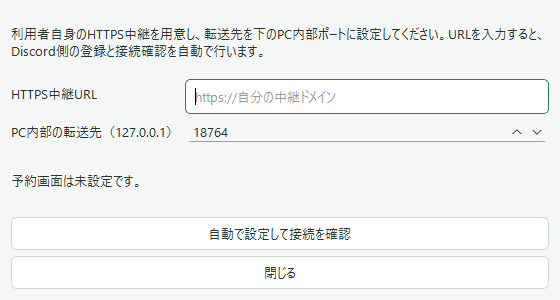 利用者自身のHTTPS中継を用意し、転送先を下のPC内部ポートに設定してください。URLを入力すると、
Discord側の登録と接続確認を自動で行います。
HTTPS中継URL
https://自分の中継ドメイン
PC内部の転送先（127.0.0.1）
18764
予約画面は未設定です。
自動で設定して接続を確認
閉じる